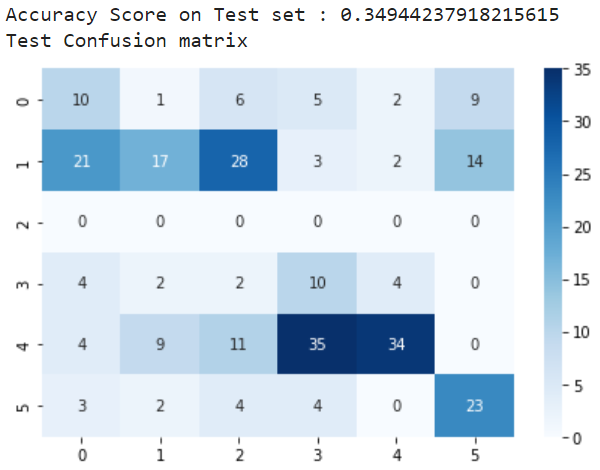 Accuracy Score on Test set : 0.34944237918215615
Test Confusion matrix
35
0 10 1 6 5 2 9
30
1 21 17 28 3 2 14
25
2 0 0 0 0 0 0
20
15
3 4 2 2 10 4 0
10
4 4 9 11 35 34 0
5
5 3 2 4 4 0 23
0
0 1 2 3 4 5